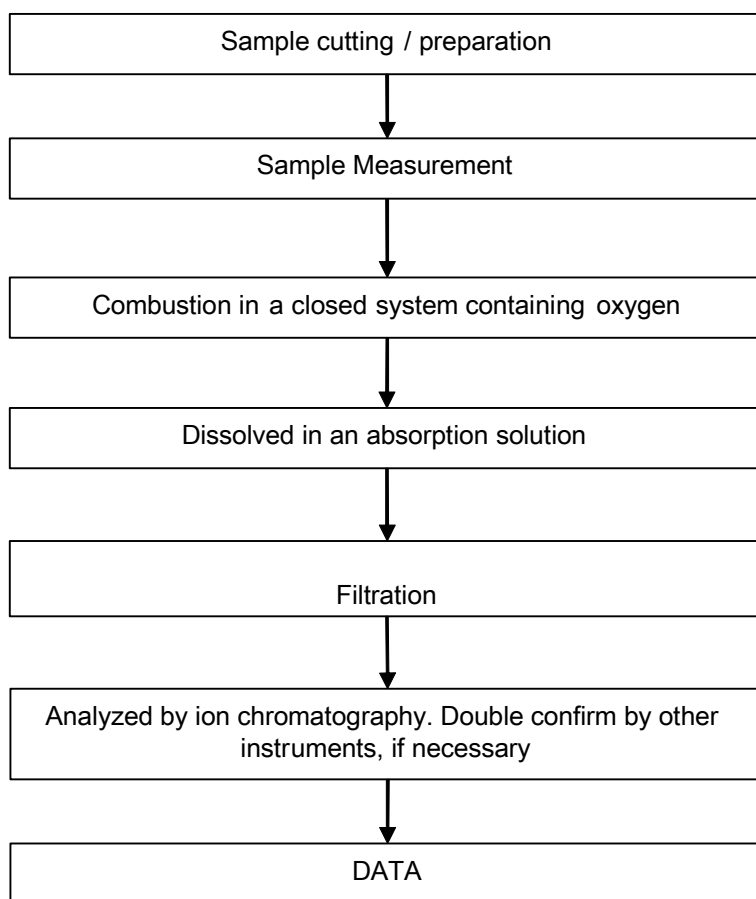 Sample cutting / preparation
Sample Measurement
Combustion in a closed system containing oxygen
Dissolved in an absorption solution
Filtration
Analyzed by ion chromatography. Double confirm by other
instruments, if necessary
DATA